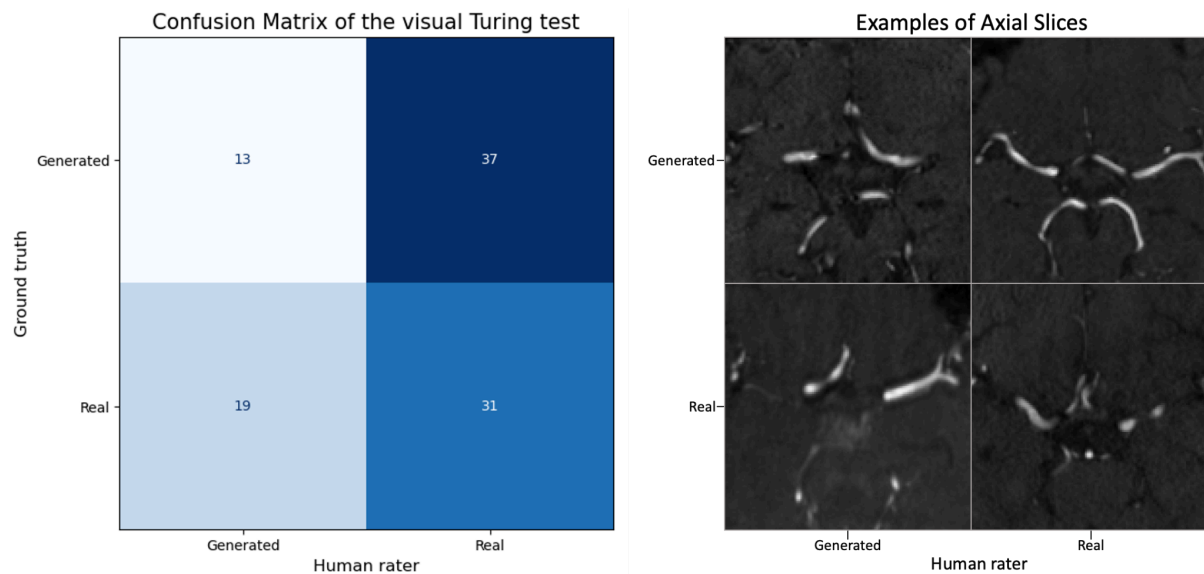 Confusion Matrix of the visual Turing test
Generated
13
37
Ground truth
Real
19
31
Generated
Real
Human rater
Examples of Axial Slices
Generated
Real
Generated
Real
Human rater